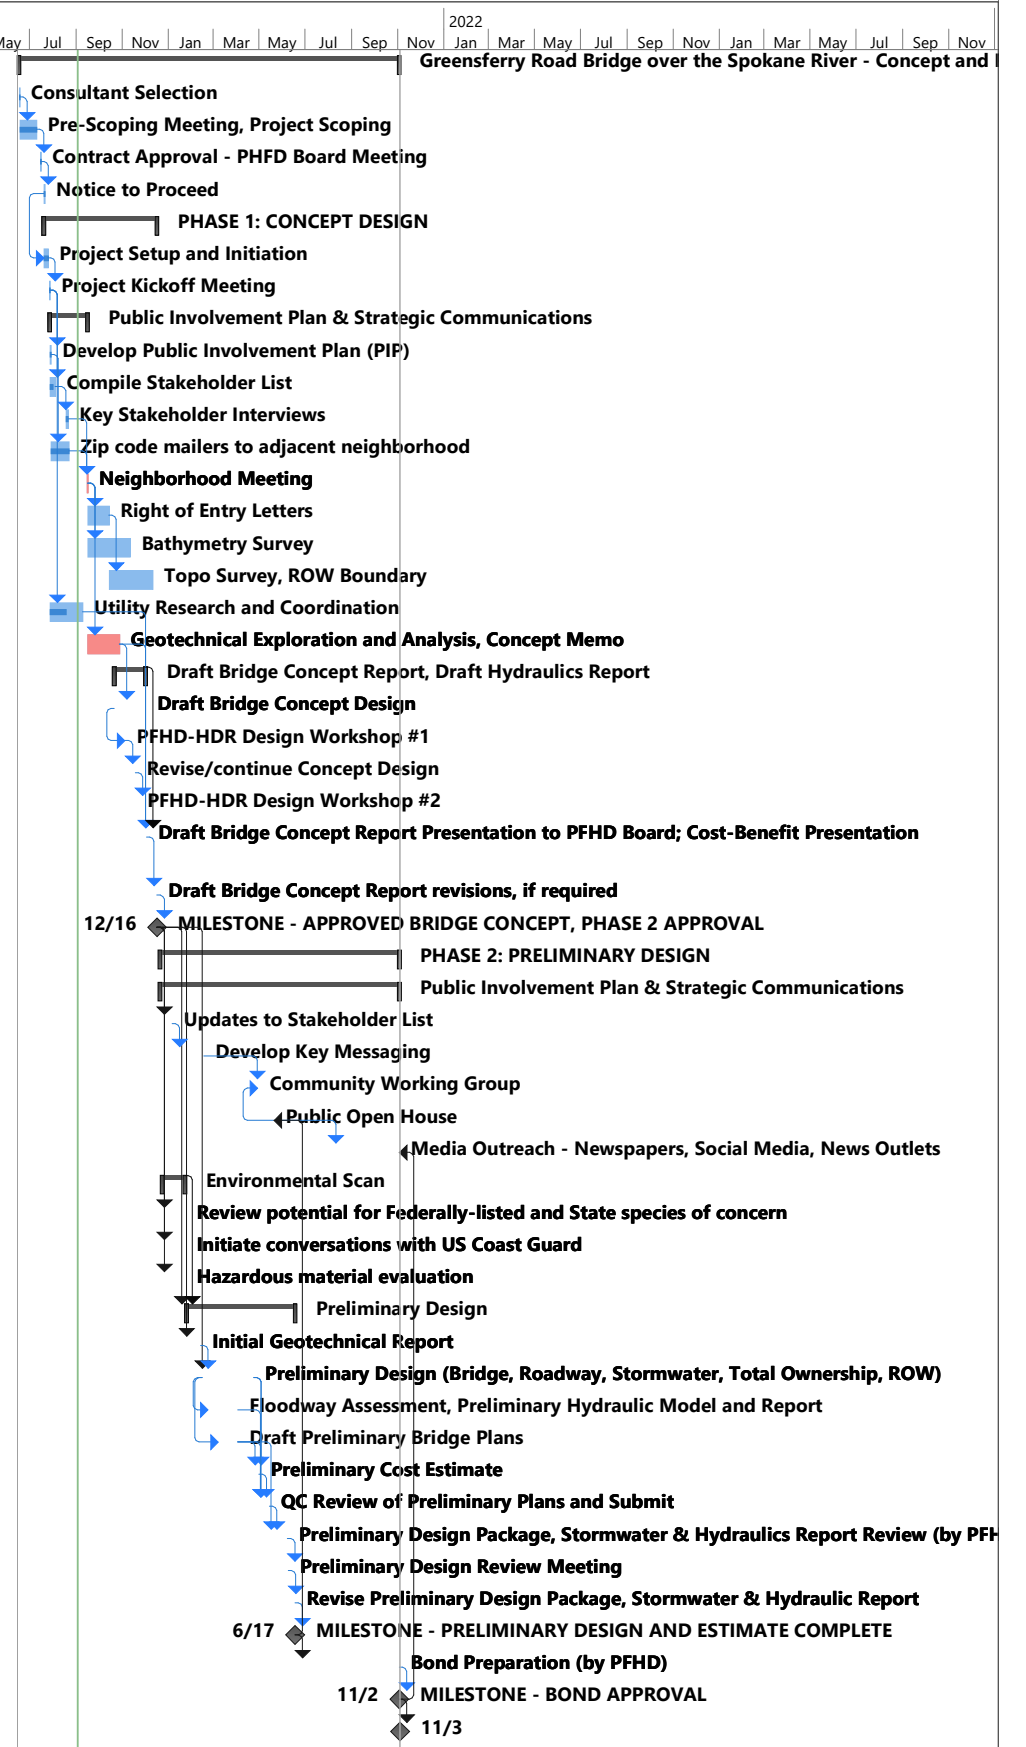 2022
May Jul Sep Nov Jan Mar May Jul Sep Nov Jan Mar May Jul Sep Nov Jan Mar May Jul Sep Nov
Greensferry Road Bridge over the Spokane River - Concept and
Consultant Selection
Pre-Scoping Meeting, Project Scoping
Contract Approval - PHFD Board Meeting
Notice to Proceed
PHASE 1: CONCEPT DESIGN
Project Setup and Initiation
Project Kickoff Meeting
Public Involvement Plan & Strategic Communications
Develop Public Involvement Plan (PIP)
Compile Stakeholder List
Key Stakeholder Interviews
Zip code mailers to adjacent neighborhood
Neighborhood Meeting
Right of Entry Letters
Bathymetry Survey
Topo Survey, ROW Boundary
Utility Research and Coordination
Geotechnical Exploration and Analysis, Concept Memo
Draft Bridge Concept Report, Draft Hydraulics Report
Draft Bridge Concept Design
PFHD-HDR Design Workshop #1
Revise/continue Concept Design
PFHD-HDR Design Workshop #2
Draft Bridge Concept Report Presentation to PFHD Board; Cost-Benefit Presentation
Draft Bridge Concept Report revisions, if required
12/16 MILESTONE - APPROVED BRIDGE CONCEPT, PHASE 2 APPROVAL
PHASE 2: PRELIMINARY DESIGN
Public Involvement Plan & Strategic Communications
Updates to Stakeholder List
Develop Key Messaging
Community Working Group
Public Open House
Media Outreach - Newspapers, Social Media, News Outlets
Environmental Scan
Review potential for Federally-listed and State species of concern
Initiate conversations with US Coast Guard
Hazardous material evaluation
Preliminary Design
Initial Geotechnical Report
Preliminary Design (Bridge, Roadway, Stormwater, Total Ownership, ROW)
Floodway Assessment, Preliminary Hydraulic Model and Report
Draft Preliminary Bridge Plans
Preliminary Cost Estimate
QC Review of Preliminary Plans and Submit
Preliminary Design Package, Stormwater & Hydraulics Report Review (by PFH
Preliminary Design Review Meeting
Revise Preliminary Design Package, Stormwater & Hydraulic Report
6/17 MILESTONE - PRELIMINARY DESIGN AND ESTIMATE COMPLETE
Bond Preparation (by PFHD)
11/2 MILESTONE - BOND APPROVAL
11/3